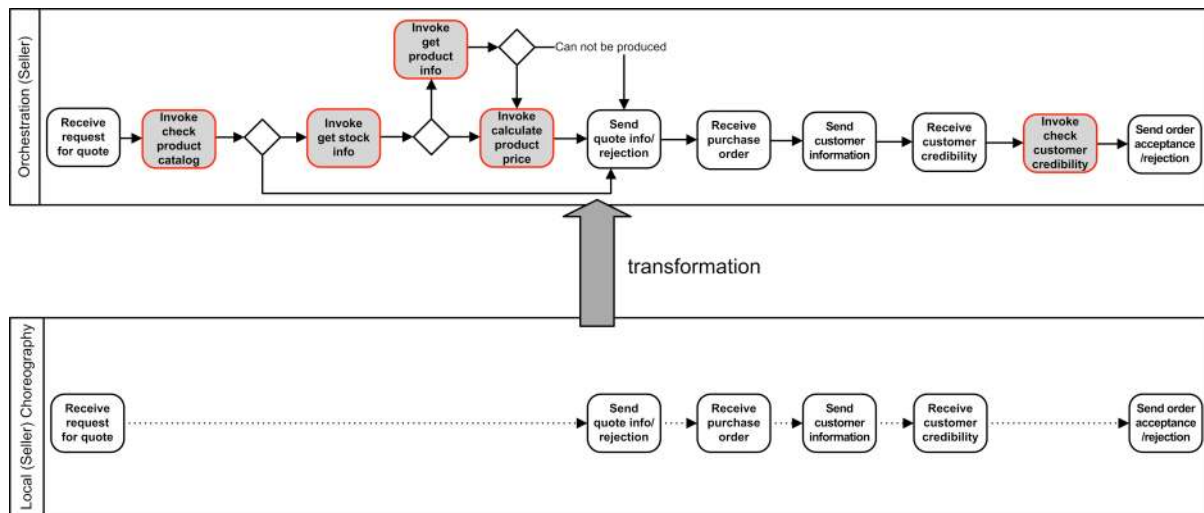 Orchestration (Seller)
Invoke
get
product
info
Can not be produced
Receive
request
for quote
Invoke
check
product
catalog
Invoke
get stock
info
Invoke
calculate
product
price
Send
quote info/
rejection
Receive
purchase
order
Send
customer
information
Receive
customer
credibility
Invoke
check
customer
credibility
Send order
acceptance
/rejection
transformation
Local (Seller) Choreography
Receive
request
for quote
Send
quote info/
rejection
Receive
purchase
order
Send
customer
information
Receive
customer
credibility
Send order
acceptance
/rejection